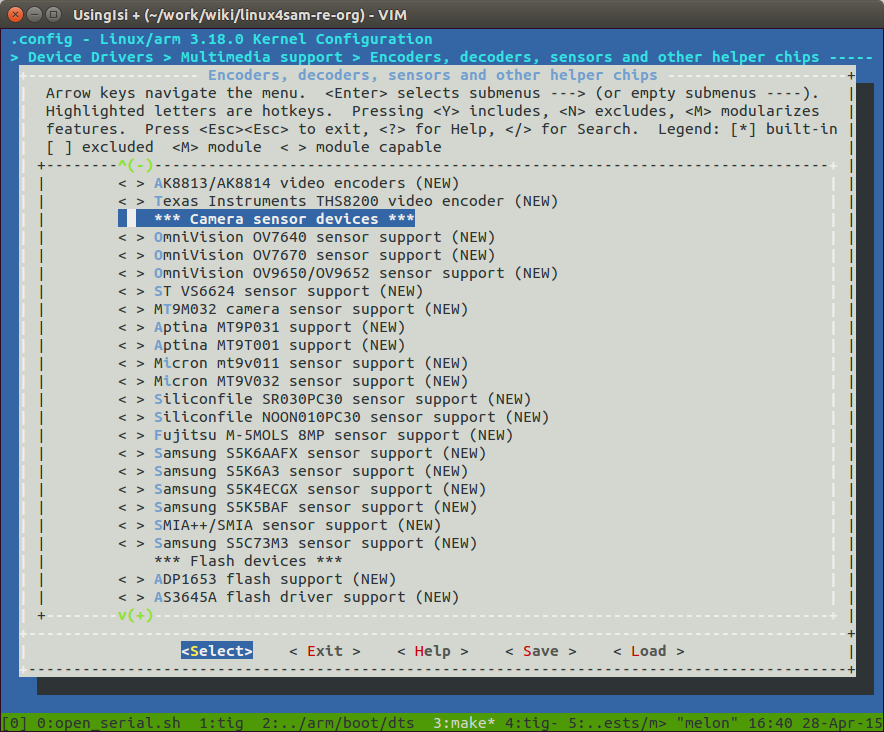 UsingIsi + (~/work/wiki/linux4sam-re-org) - VIM
.config - Linux/arm 3.18.0 Kernel Configuration
> Device Drivers > Multimedia support > Encoders, decoders, sensors and other helper chips -----
Encoders, decoders, sensors and other helper chips
Arrow keys navigate the menu.  <Enter> selects submenus ---> (or empty submenus ----).
Highlighted letters are hotkeys.  Pressing <Y> includes, <N> excludes, <M> modularizes
features.  Press <Esc><Esc> to exit, <?> for Help, </> for Search.  Legend: [*] built-in
[ ] excluded  <M> module  < > module capable
^(-)
< > AK8813/AK8814 video encoders (NEW)
< > Texas Instruments THS8200 video encoder (NEW)
*** Camera sensor devices ***
< > OmniVision OV7640 sensor support (NEW)
< > OmniVision OV7670 sensor support (NEW)
< > OmniVision OV9650/OV9652 sensor support (NEW)
< > ST VS6624 sensor support (NEW)
< > MT9M032 camera sensor support (NEW)
< > Aptina MT9P031 support (NEW)
< > Aptina MT9T001 support (NEW)
< > Micron mt9v011 sensor support (NEW)
< > Micron MT9V032 sensor support (NEW)
< > Siliconfile SR030PC30 sensor support (NEW)
< > Siliconfile NOON010PC30 sensor support (NEW)
< > Fujitsu M-5MOLS 8MP sensor support (NEW)
< > Samsung S5K6AAFX sensor support (NEW)
< > Samsung S5K6A3 sensor support (NEW)
< > Samsung S5K4ECGX sensor support (NEW)
< > Samsung S5K5BAF sensor support (NEW)
< > SMIA++/SMIA sensor support (NEW)
< > Samsung S5C73M3 sensor support (NEW)
*** Flash devices ***
< > ADP1653 flash support (NEW)
< > AS3645A flash driver support (NEW)
v(+)
<Select>    < Exit >    < Help >    < Save >    < Load >
[0] 0:open_serial.sh  1:tig  2:../arm/boot/dts  3:make* 4:tig- 5:..ests/m> "melon" 16:40 28-Apr-15